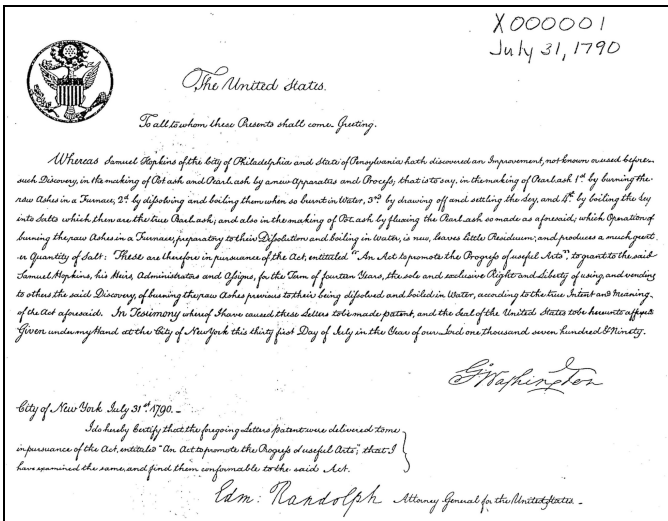 X000001
July 31, 1790
The United States.
To all to whom these Presents shall come. Greeting.
Whereas Samuel Hopkins of the City of Philadelphia and State of Pensylvania hath discovered an Improvement, not known or used before
such Discovery, in the making of Pot ash and Pearl ash by a new Apparatus and Process; that is to say, in the making of Pearl ash 1st. by burning the
raw Ashes in a Furnace, 2d. by dissolving and boiling them when so burnt in Water, 3rd. by drawing off and settling the Ley, and 4th. by boiling the Ley
into Salts which then are the true Pearl ash; and also in the making of Pot ash by fluxing the Pearl ash so made as aforesaid; which Operation of
burning the raw Ashes in a Furnace, preparatory to their Dissolution and boiling in Water, is new, leaves little Residuum; and produces a much great
er Quantity of Salt: These are therefore in pursuance of the Act, entituled "An Act to promote the Progress of useful Arts", to grant to the said
Samuel Hopkins, his Heirs, Administrators and Assigns, for the Term of fourteen Years, the sole and exclusive Right and Liberty of using, and vending
to others the said Discovery, of burning the raw Ashes previous to their being dissolved and boiled in Water, according to the true Intent and Meaning
of the Act aforesaid. In Testimony whereof I have caused these Letters to be made patent, and the Seal of the United States to be hereunto affixed
Given under my Hand at the City of New York this thirty first Day of July in the Year of our Lord one thousand seven hundred & Ninety.
G Washington
City of New York July 31st. 1790. –
I do hereby Certify that the foregoing Letters patent were delivered to me
in pursuance of the Act, entituled "An Act to promote the Progress of useful Arts"; that I
have examined the same, and find them conformable to the said Act.
Edm: Randolph Attorney General for the United States –